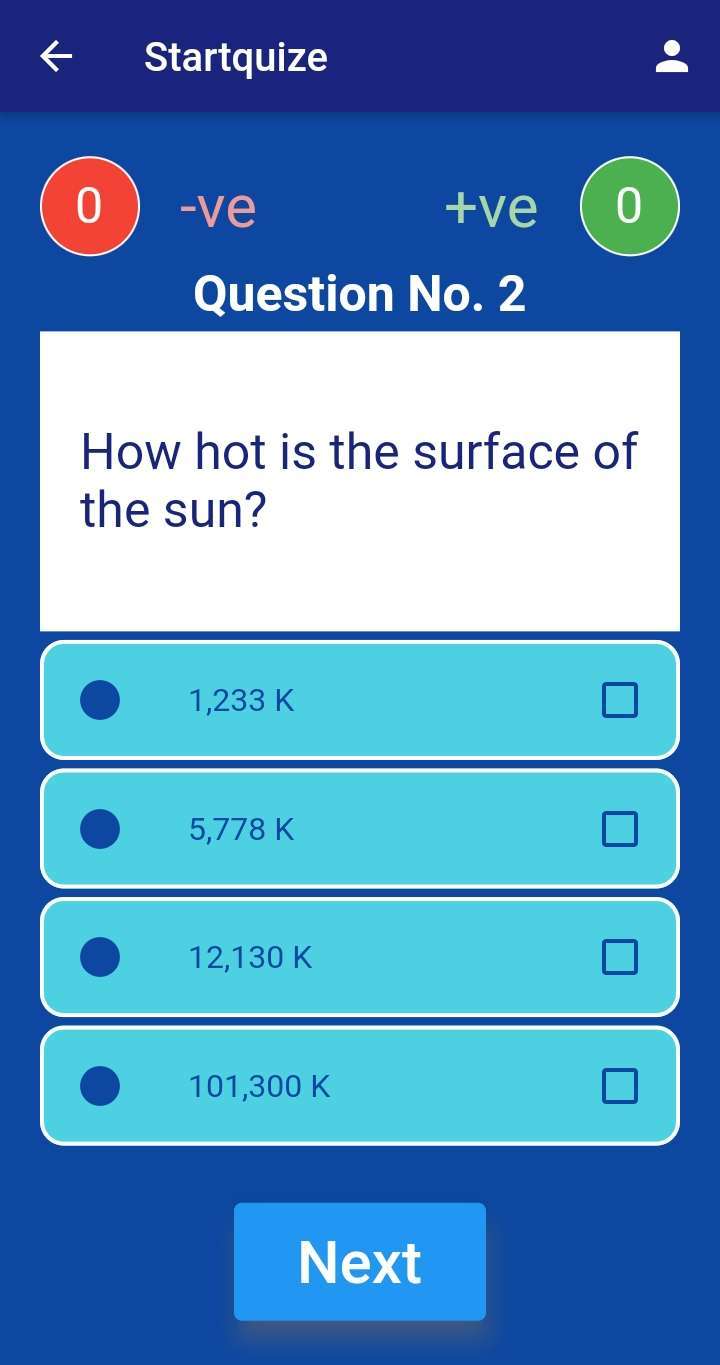 Startquize
0 -ve +ve 0
Question No. 2
How hot is the surface of
the sun?
1,233 K
5,778 K
12,130 K
101,300 K
Next